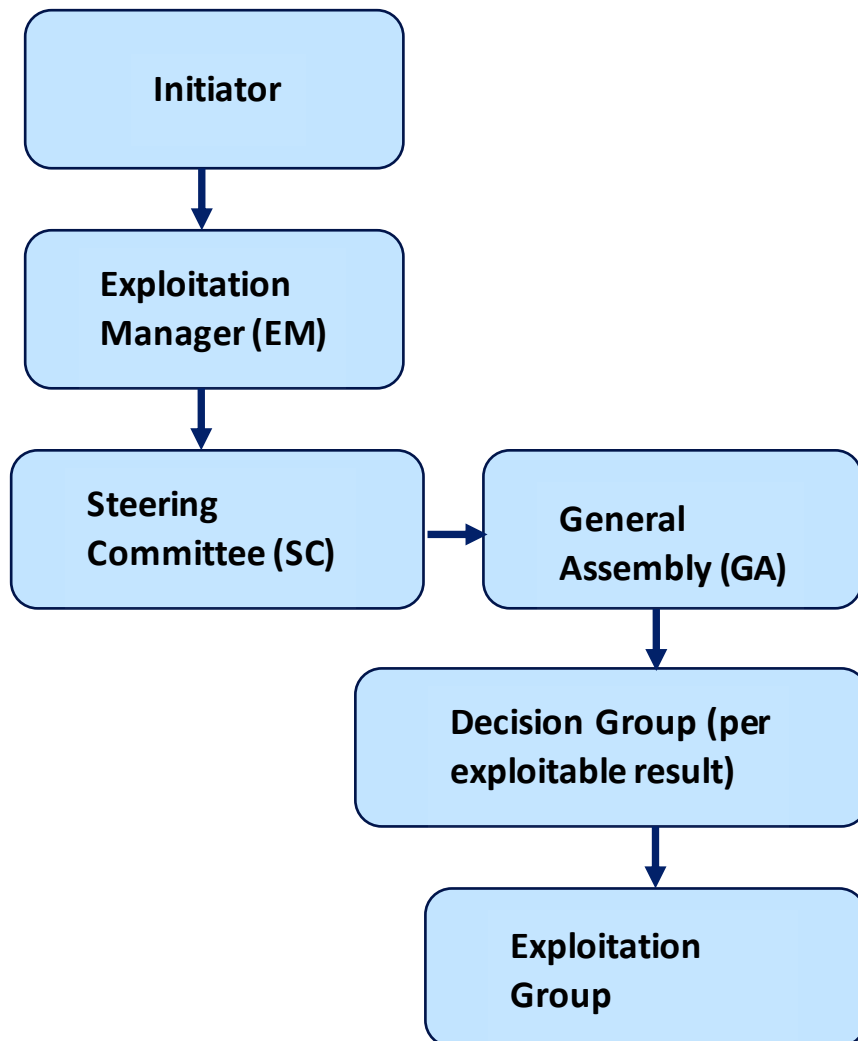 Initiator
Exploitation
Manager (EM)
Steering
Committee (SC)
General
Assembly (GA)
Decision Group (per
exploitable result)
Exploitation
Group